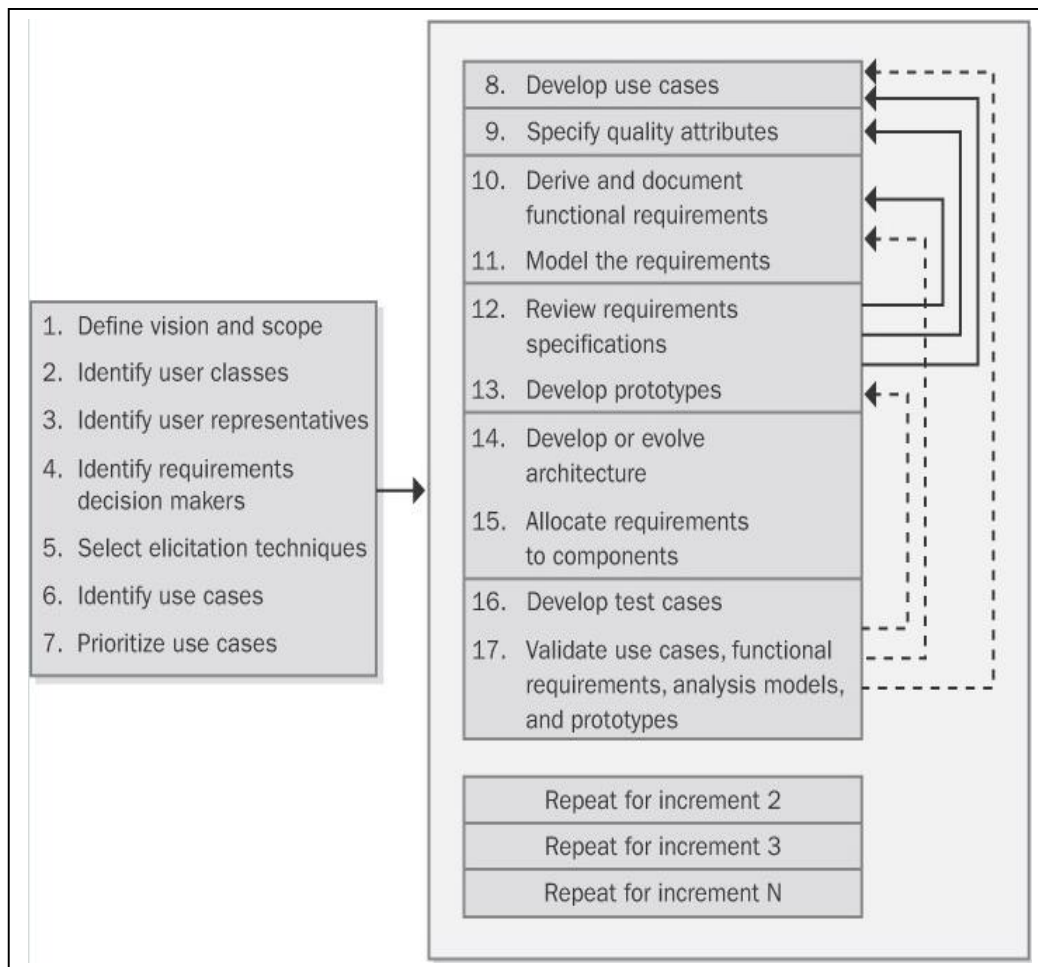 1. Define vision and scope
2. Identify user classes
3. Identify user representatives
4. Identify requirements
decision makers
5. Select elicitation techniques
6. Identify use cases
7. Prioritize use cases
8. Develop use cases
9. Specify quality attributes
10. Derive and document
functional requirements
11. Model the requirements
12. Review requirements
specifications
13. Develop prototypes
14. Develop or evolve
architecture
15. Allocate requirements
to components
16. Develop test cases
17. Validate use cases, functional
requirements, analysis models,
and prototypes
Repeat for increment 2
Repeat for increment 3
Repeat for increment N